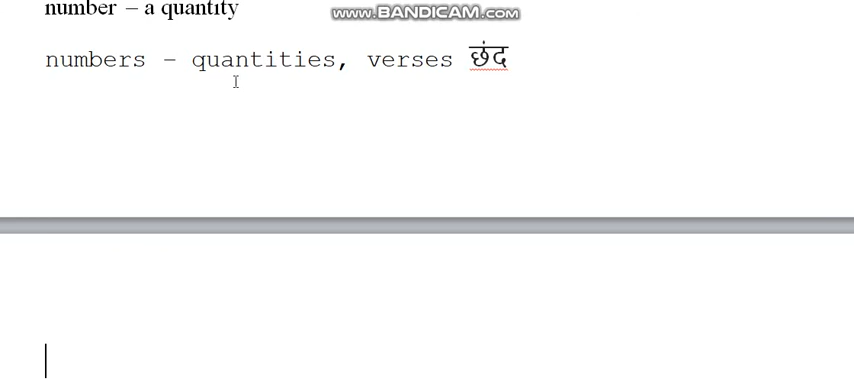 number – a quantity
www.BANDICAM.com
numbers – quantities, verses छंद